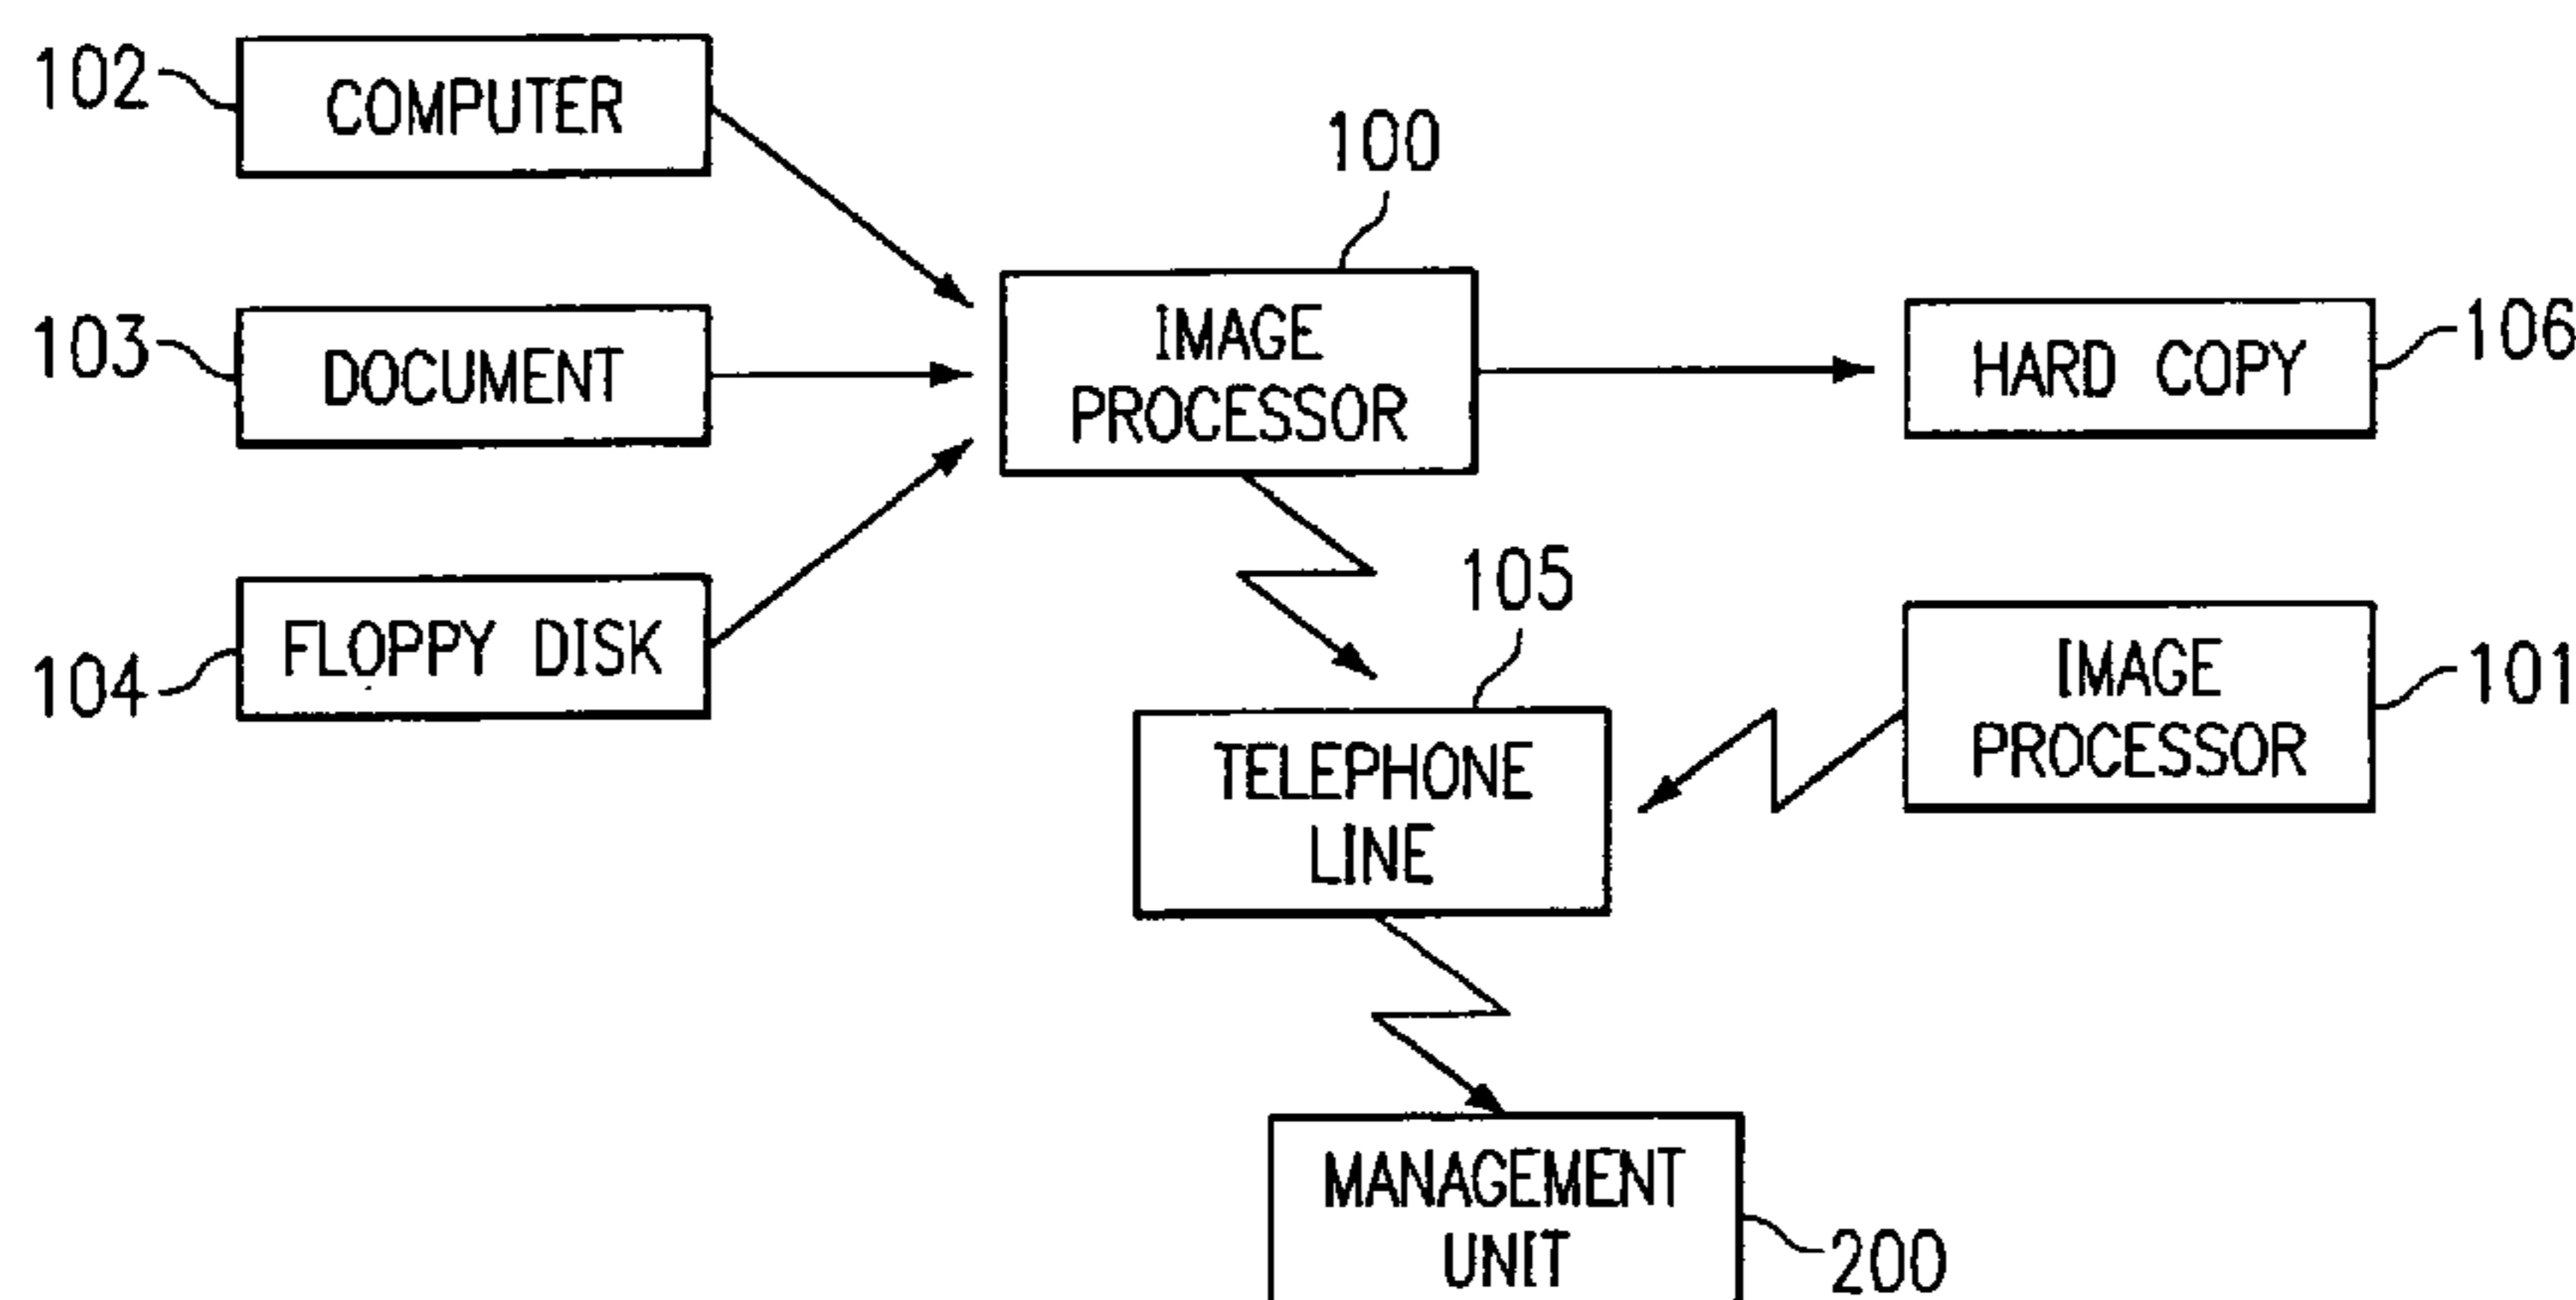 102
COMPUTER
100
103
DOCUMENT
IMAGE
PROCESSOR
HARD COPY
106
104
FLOPPY DISK
105
TELEPHONE
LINE
IMAGE
PROCESSOR
101
MANAGEMENT
UNIT
200